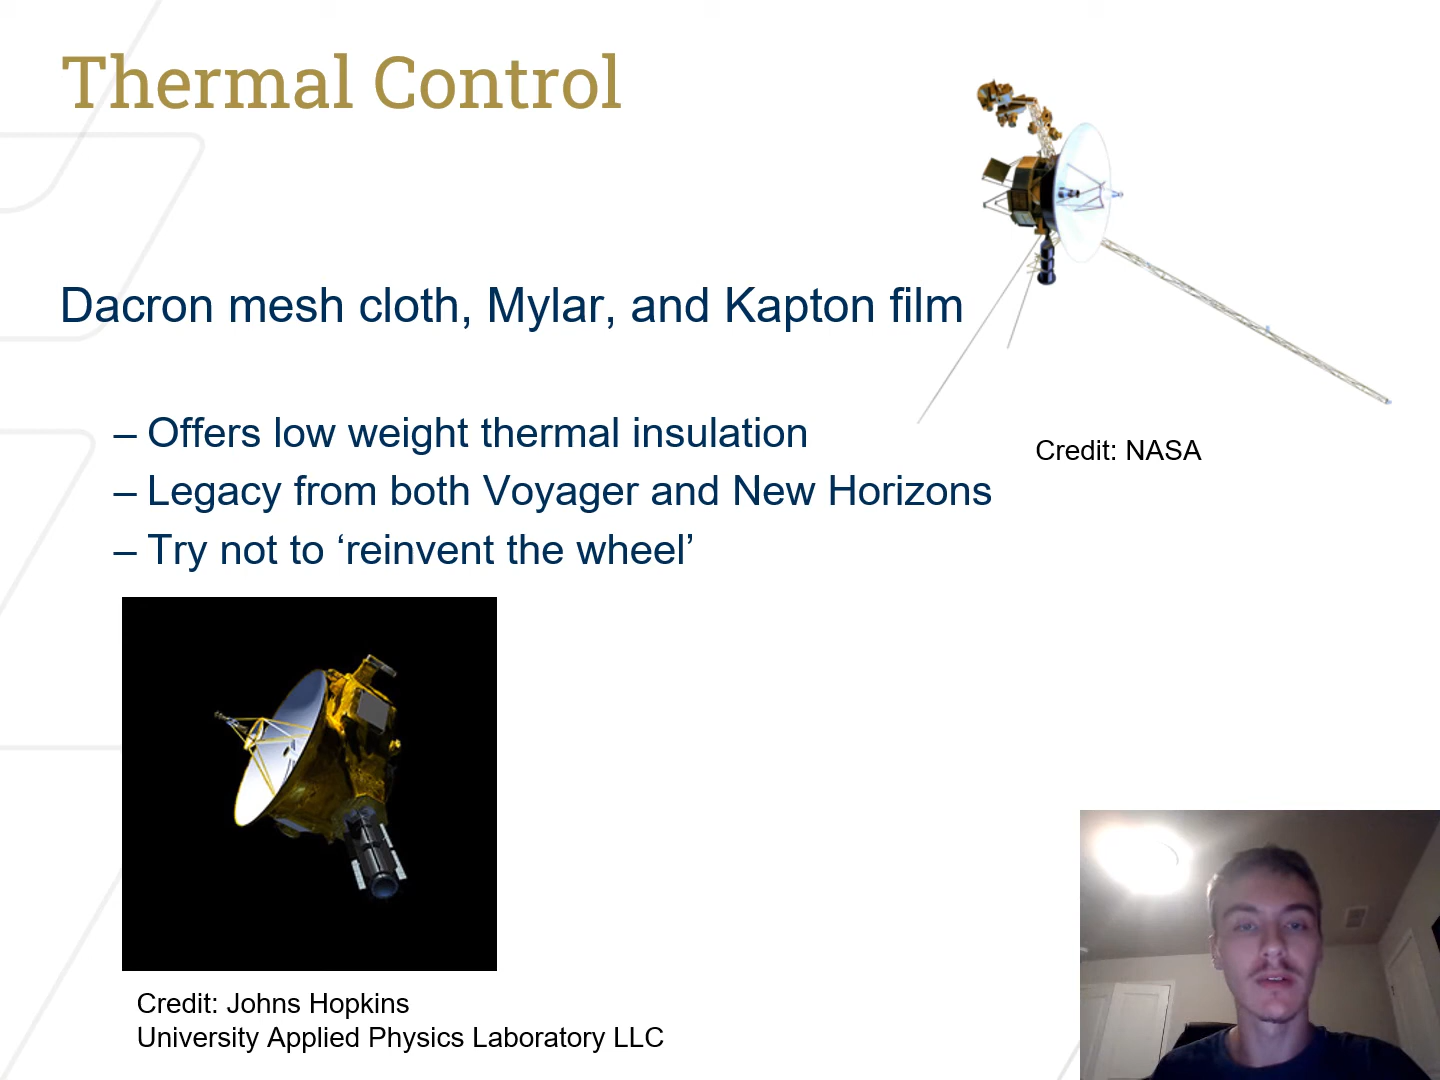 Thermal Control
Dacron mesh cloth, Mylar, and Kapton film
– Offers low weight thermal insulation
– Legacy from both Voyager and New Horizons
– Try not to ‘reinvent the wheel’
Credit: NASA
Credit: Johns Hopkins
University Applied Physics Laboratory LLC